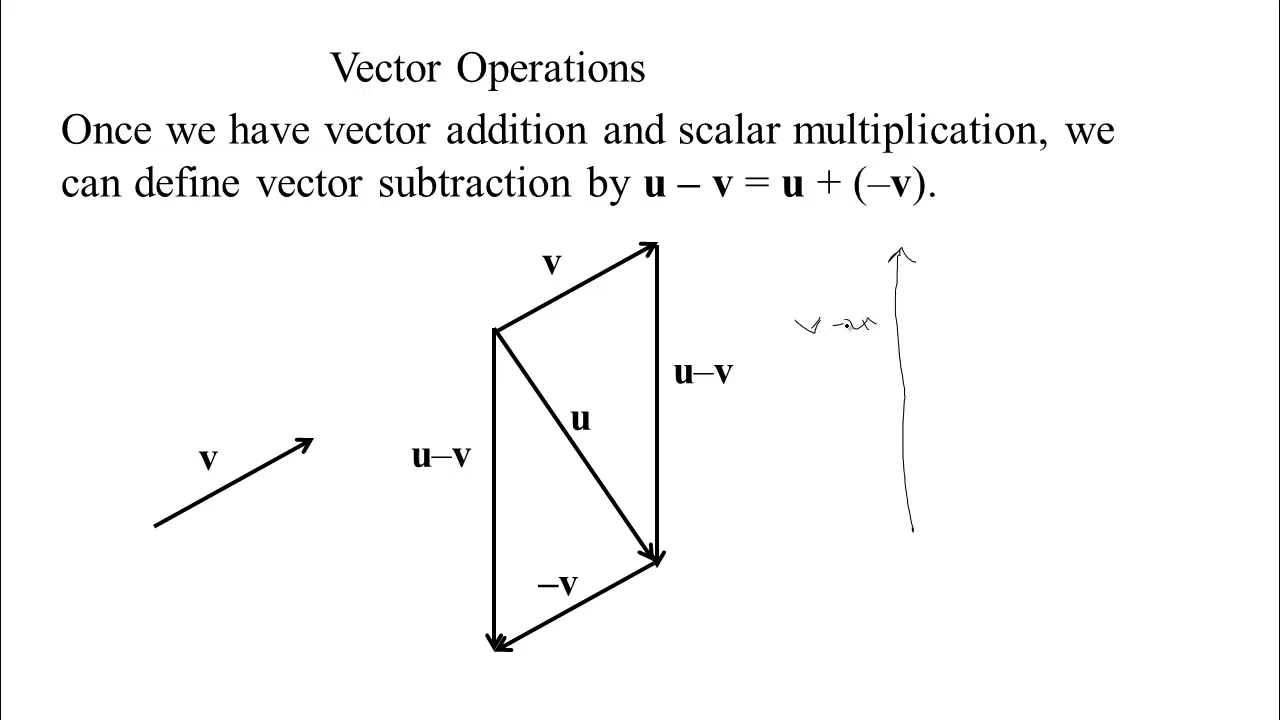 Vector Operations
Once we have vector addition and scalar multiplication, we
can define vector subtraction by u – v = u + (–v).
v
v
u–v
u
u–v
v
–v